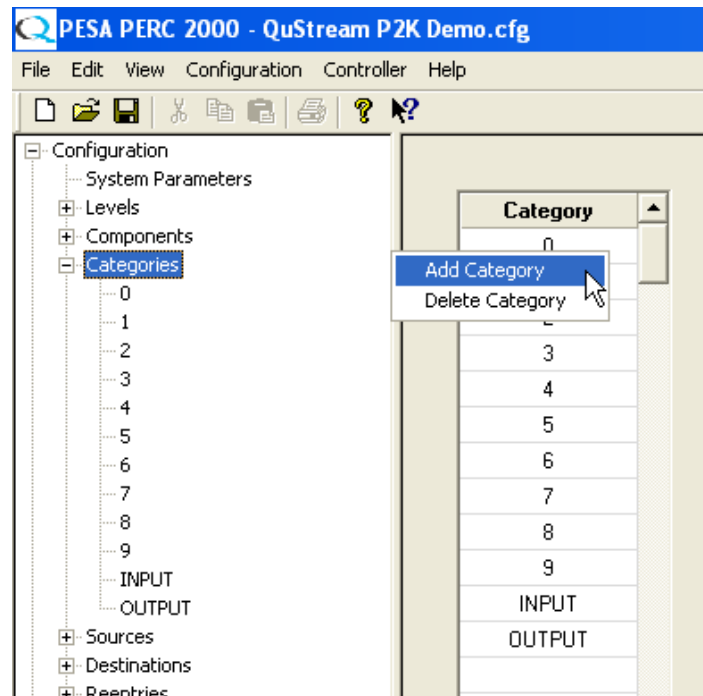 PESA PERC 2000 - QuStream P2K Demo.cfg
File Edit View Configuration Controller Help
Configuration
System Parameters
Levels
Components
Categories
0
1
2
3
4
5
6
7
8
9
INPUT
OUTPUT
Sources
Destinations
Reentries
Category
0
Add Category
Delete Category
2
3
4
5
6
7
8
9
INPUT
OUTPUT